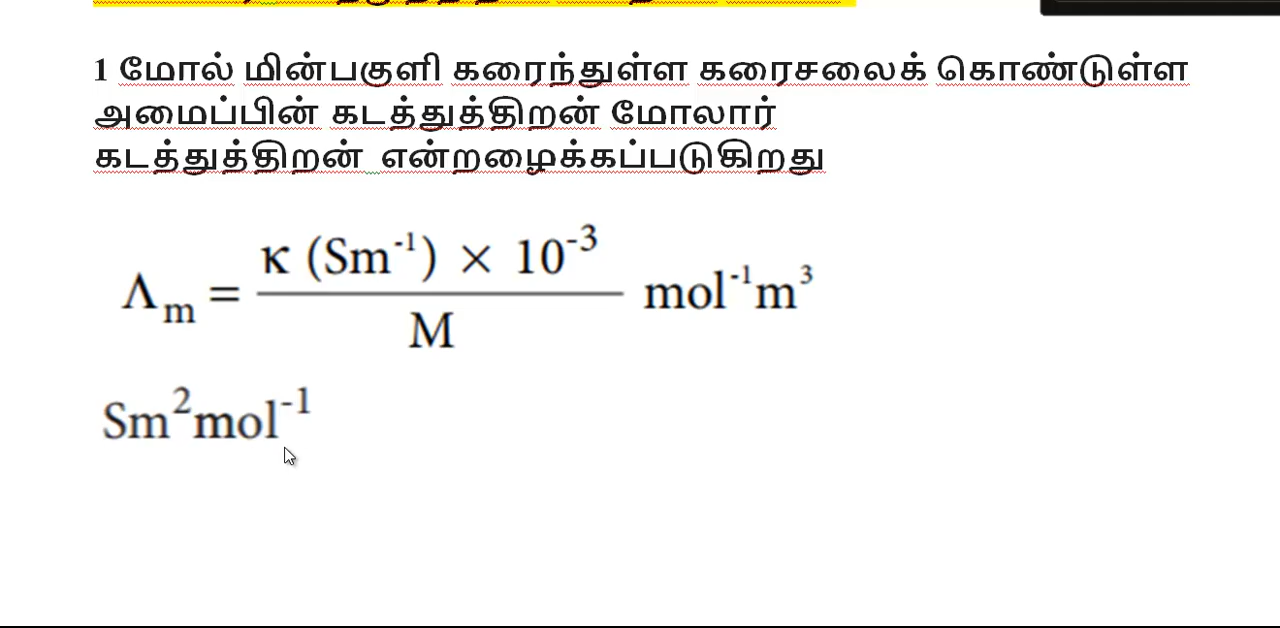 1 மோல் மின்பகுளி கரைந்துள்ள கரைசலைக் கொண்டுள்ள
அமைப்பின் கடத்துத்திறன் மோலார்
கடத்துத்திறன் என்றழைக்கப்படுகிறது
Λm = κ (Sm⁻¹) × 10⁻³ / M mol⁻¹m³
Sm²mol⁻¹